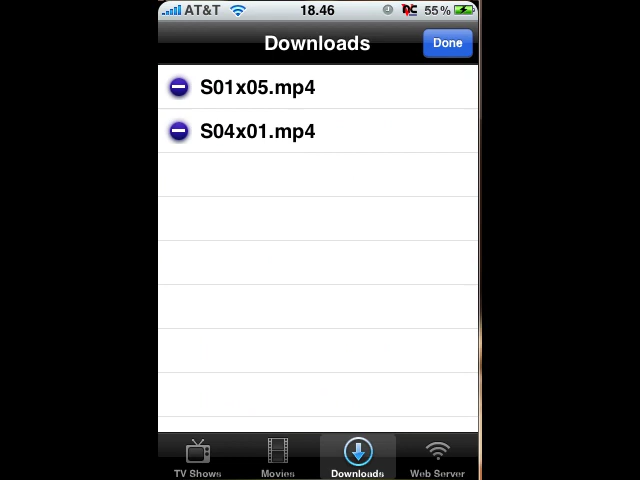 AT&T 18.46 55%
Downloads Done
S01x05.mp4
S04x01.mp4
TV Shows Movies Downloads Web Server